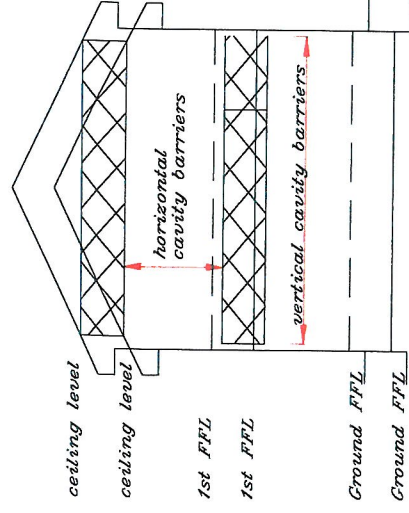 ceiling level
ceiling level
horizontal
cavity barriers
1st FFL
1st FFL
vertical cavity barriers
Ground FFL
Ground FFL